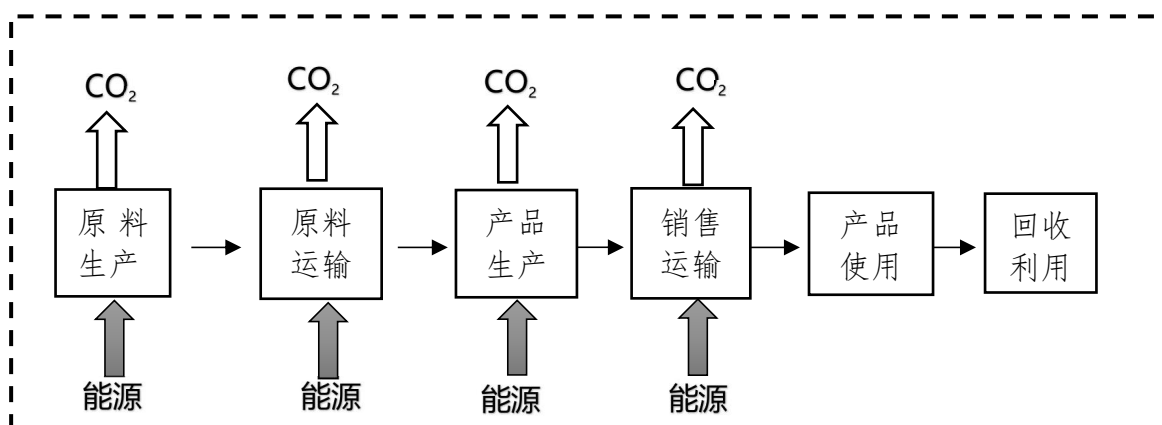 CO₂
CO₂
CO₂
CO₂
原 料
生产
原料
运输
产品
生产
销售
运输
产品
使用
回收
利用
能源
能源
能源
能源